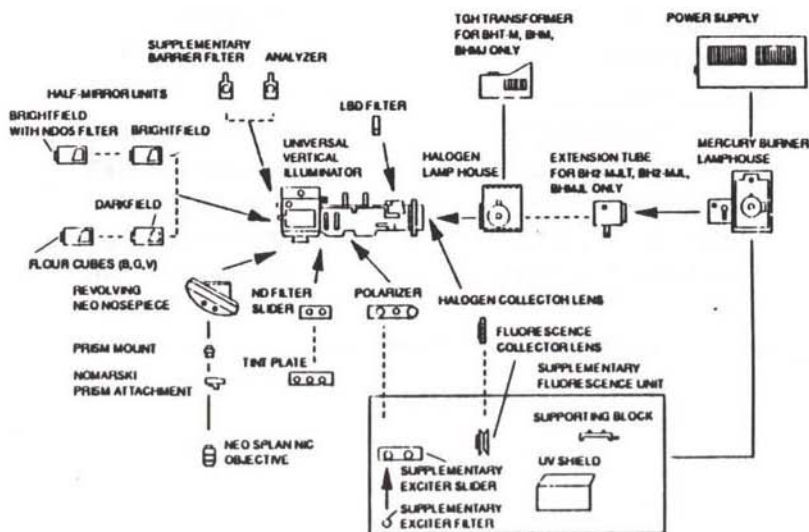 TGH TRANSFORMER
FOR BHT-M, BHM,
BHMJ ONLY
POWER SUPPLY
SUPPLEMENTARY
BARRIER FILTER
ANALYZER
HALF-MIRROR UNITS
BRIGHTFIELD
WITH ND05 FILTER
BRIGHTFIELD
LBD FILTER
UNIVERSAL
VERTICAL
ILLUMINATOR
HALOGEN
LAMP HOUSE
EXTENSION TUBE
FOR BH2-MJLT, BH2-MJL,
BHMJL ONLY
MERCURY BURNER
LAMPHOUSE
DARKFIELD
FLOUR CUBES (B,G,V)
REVOLVING
NEO NOSEPIECE
ND FILTER
SLIDER
POLARIZER
HALOGEN COLLECTOR LENS
FLUORESCENCE
COLLECTOR LENS
PRISM MOUNT
TINT PLATE
NOMARSKI
PRISM ATTACHMENT
SUPPLEMENTARY
FLUORESCENCE UNIT
SUPPORTING BLOCK
NEO SPLAN NIC
OBJECTIVE
SUPPLEMENTARY
EXCITER SLIDER
UV SHIELD
SUPPLEMENTARY
EXCITER FILTER